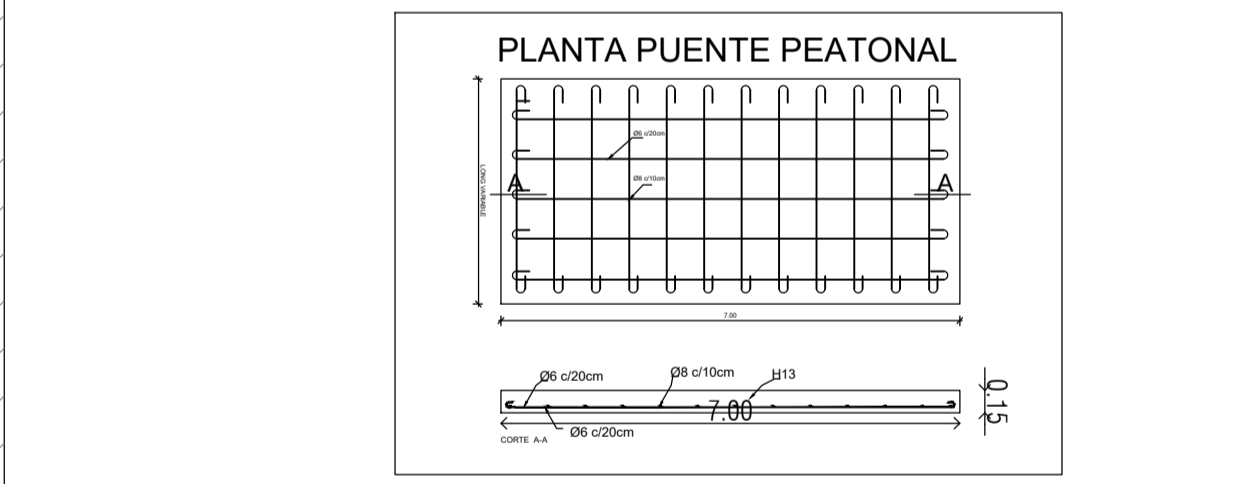 PLANTA PUENTE PEATONAL
Ø6 c/20cm
LONG VARIABLE
Ø8 c/10cm
A
A
7.00
Ø6 c/20cm
Ø8 c/10cm
H13
7.00
0.15
Ø6 c/20cm
CORTE A-A